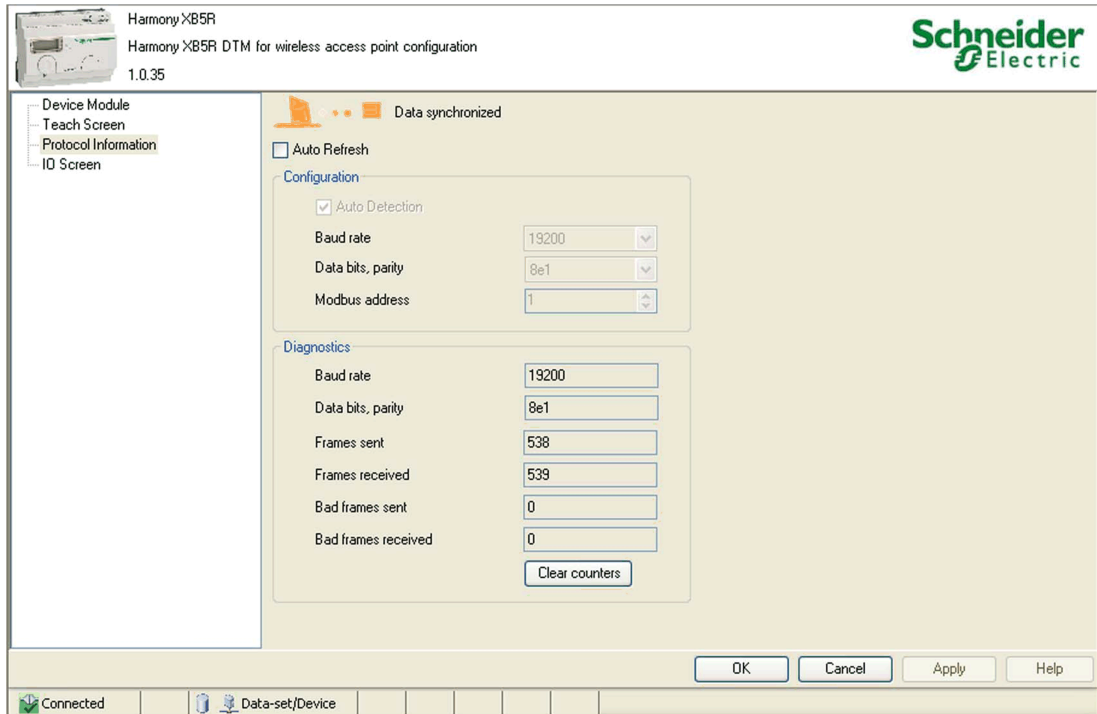 Harmony XB5R
Harmony XB5R DTM for wireless access point configuration
1.0.35
Schneider
Electric
Device Module
Teach Screen
Protocol Information
IO Screen
Data synchronized
Auto Refresh
Configuration
Auto Detection
Baud rate 19200
Data bits, parity 8e1
Modbus address 1
Diagnostics
Baud rate 19200
Data bits, parity 8e1
Frames sent 538
Frames received 539
Bad frames sent 0
Bad frames received 0
Clear counters
OK Cancel Apply Help
Connected Data-set/Device